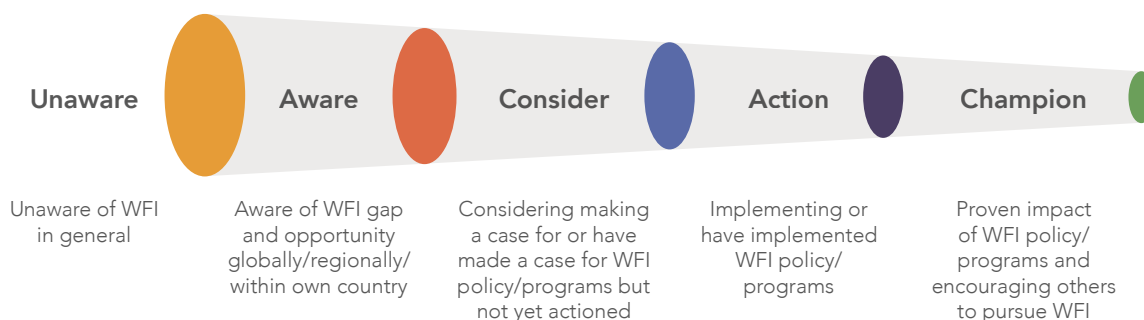 Unaware
Aware
Consider
Action
Champion
Unaware of WFI
in general
Aware of WFI gap
and opportunity
globally/regionally/
within own country
Considering making
a case for or have
made a case for WFI
policy/programs but
not yet actioned
Implementing or
have implemented
WFI policy/
programs
Proven impact
of WFI policy/
programs and
encouraging others
to pursue WFI